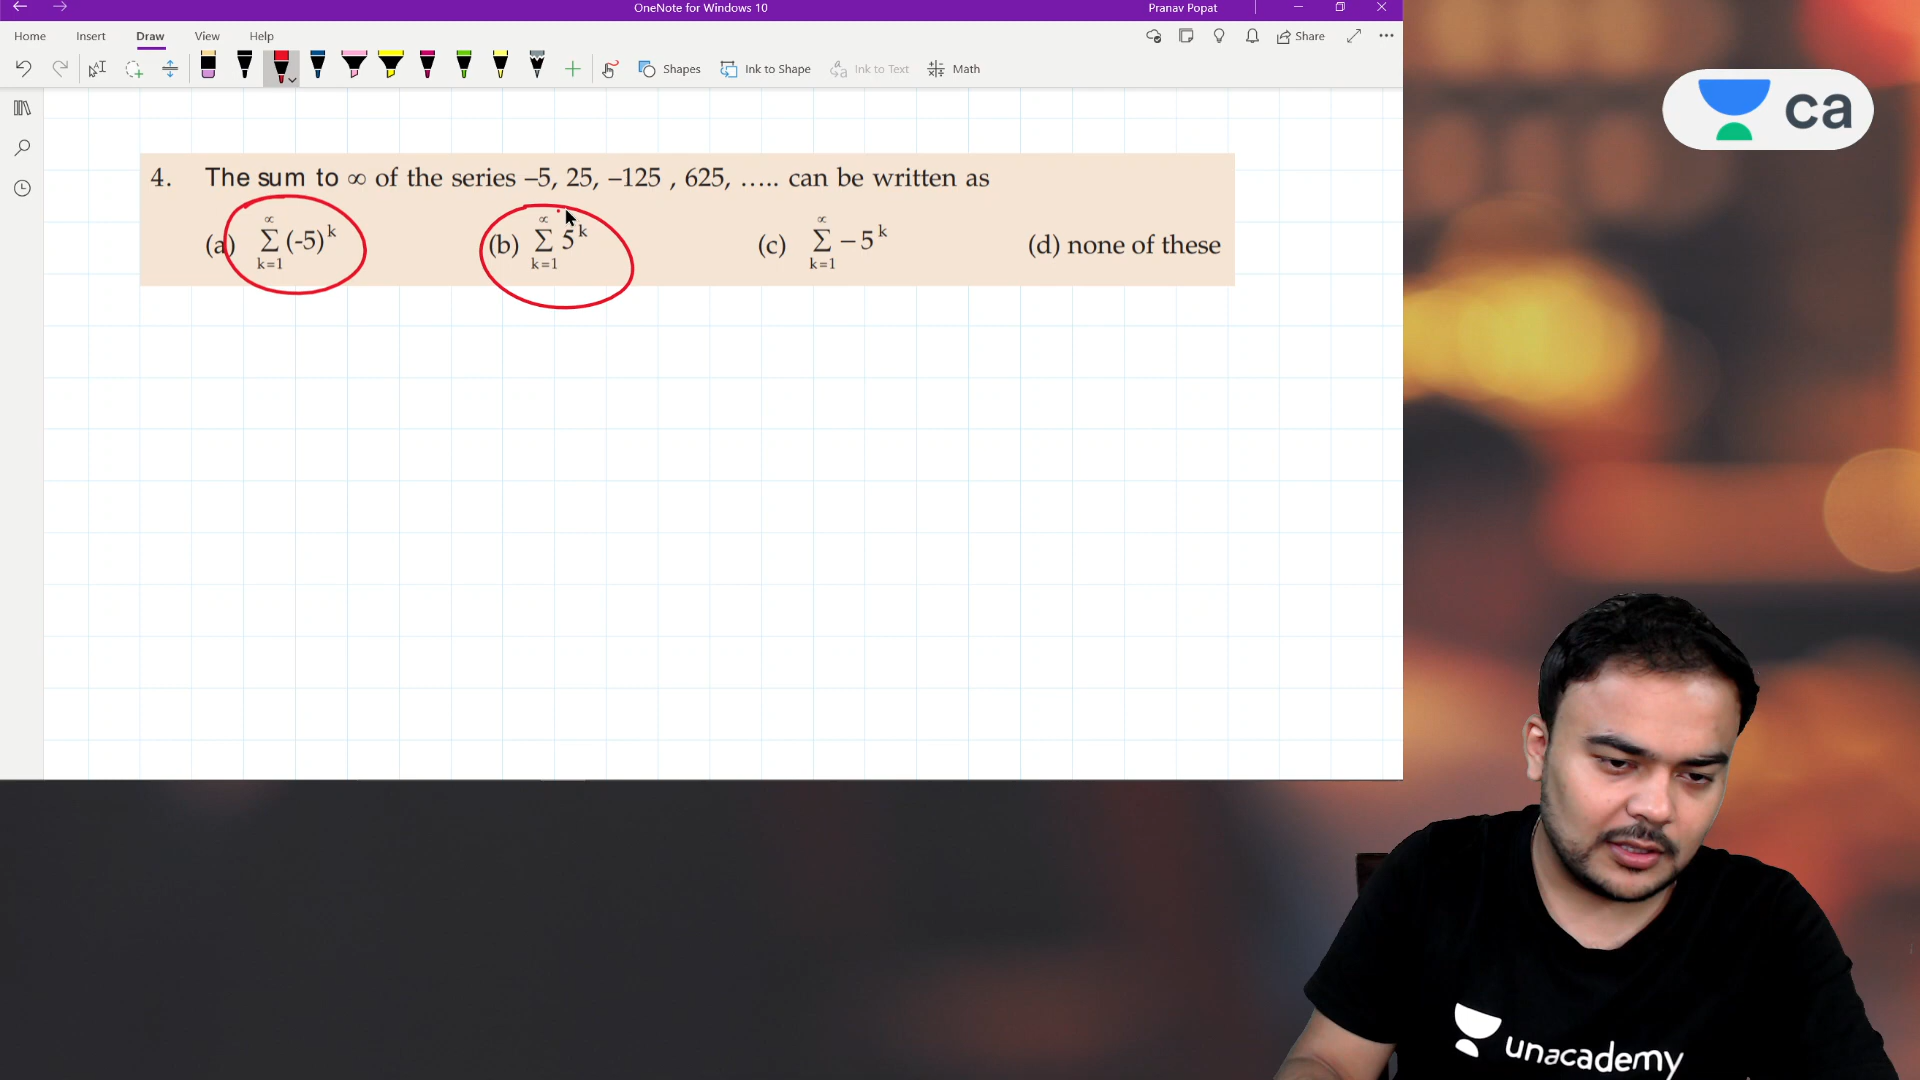 OneNote for Windows 10
Pranav Popat
Home Insert Draw View Help
Share
Shapes Ink to Shape Ink to Text Math
ca
4. The sum to ∝ of the series –5, 25, –125 , 625, ….. can be written as
(a) ∝ Σ k=1 (-5)^k (b) ∝ Σ k=1 5^k (c) ∝ Σ k=1 – 5^k (d) none of these
unacademy